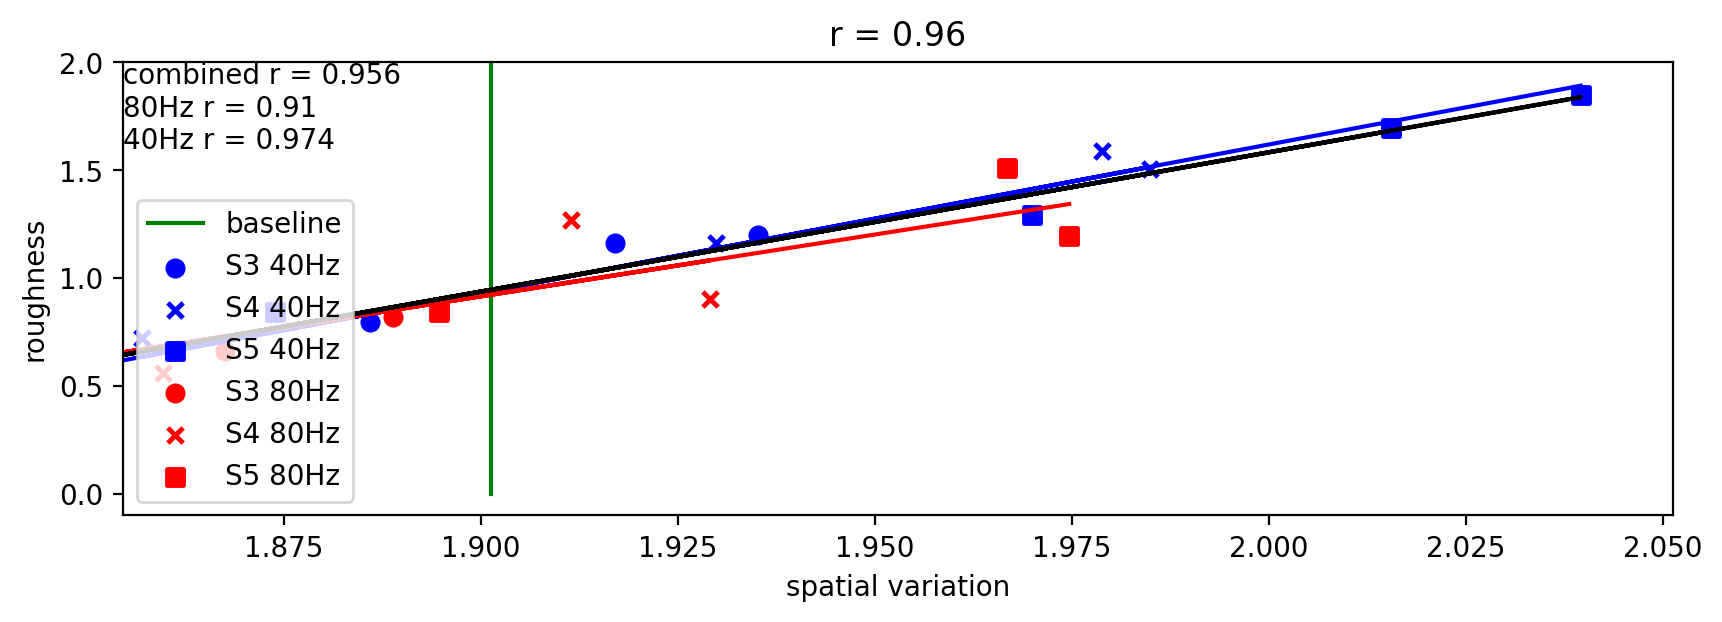 r = 0.96
combined r = 0.956
80Hz r = 0.91
40Hz r = 0.974
baseline
S3 40Hz
S4 40Hz
S5 40Hz
S3 80Hz
S4 80Hz
S5 80Hz
roughness
2.0
1.5
1.0
0.5
0.0
1.875 1.900 1.925 1.950 1.975 2.000 2.025 2.050
spatial variation